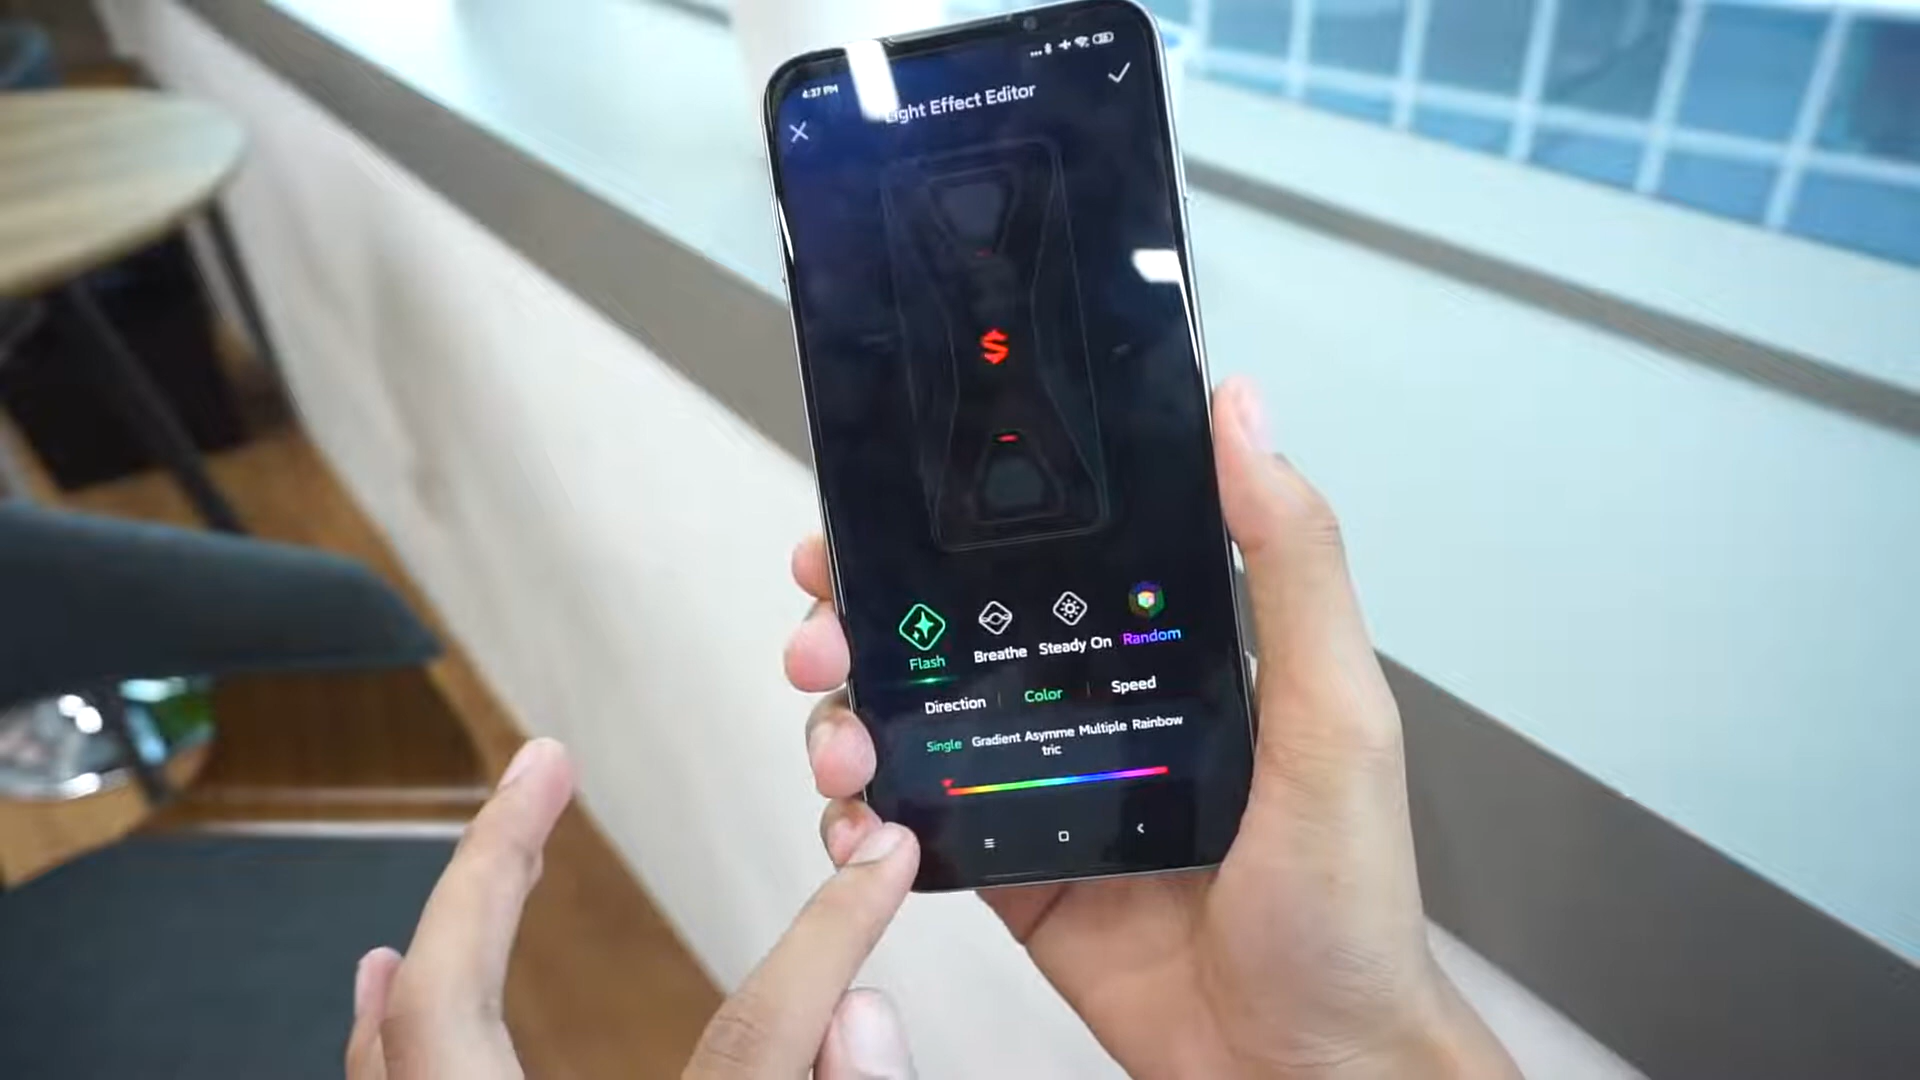 4:37 PM
Light Effect Editor
Flash
Breathe
Steady On
Random
Direction
Color
Speed
Single Gradient Asymme Multiple Rainbow
tric